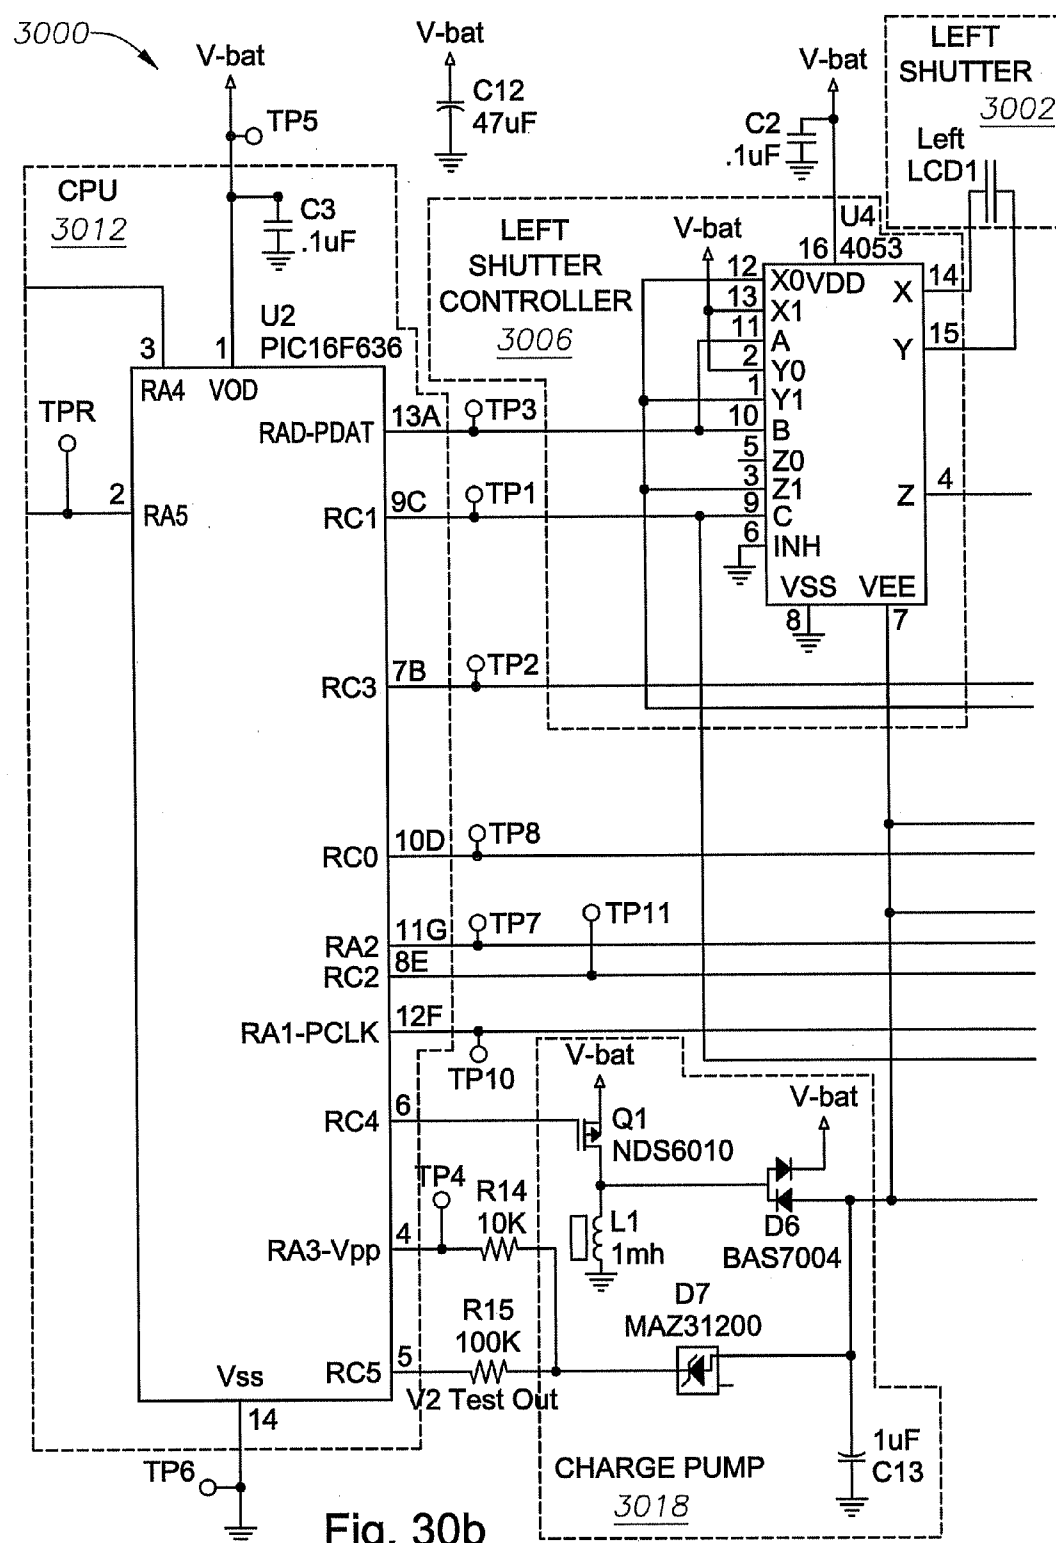 3000
V-bat
V-bat
C12
47uF
TP5
V-bat
C2
.1uF
LEFT
SHUTTER
3002
Left
LCD1
CPU
3012
C3
.1uF
U2
PIC16F636
LEFT
SHUTTER
CONTROLLER
3006
V-bat
U4
4053
16
VDD
12
X0
13
X1
11
A
2
Y0
1
Y1
10
B
5
Z0
3
Z1
9
C
6
INH
VSS
VEE
8
7
X
14
Y
15
Z
4
3
1
RA4
VOD
TPR
2
RA5
RAD-PDAT
13A
TP3
RC1
9C
TP1
RC3
7B
TP2
RC0
10D
TP8
RA2
11G
TP7
TP11
RC2
8E
RA1-PCLK
12F
TP10
V-bat
V-bat
RC4
6
Q1
NDS6010
TP4
R14
10K
L1
1mh
D6
BAS7004
RA3-Vpp
4
D7
MAZ31200
R15
100K
RC5
5
V2 Test Out
Vss
14
TP6
1uF
C13
CHARGE PUMP
3018
Fig. 30b